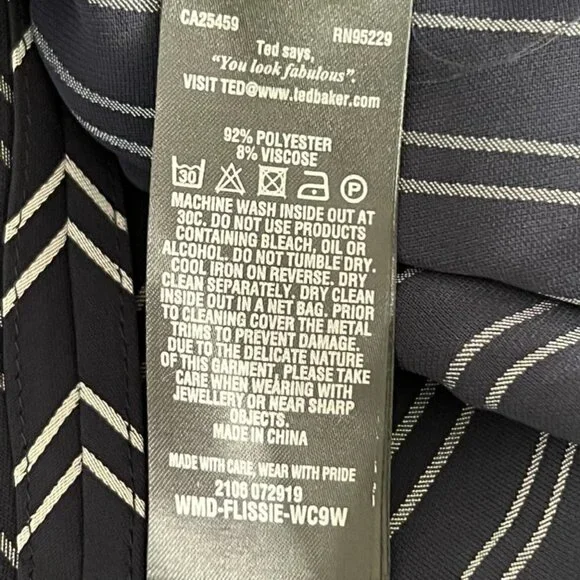 CA25459 RN95229
Ted says,
"You look fabulous".
VISIT TED@www.tedbaker.com
92% POLYESTER
8% VISCOSE
30 P
MACHINE WASH INSIDE OUT AT
30C. DO NOT USE PRODUCTS
CONTAINING BLEACH, OIL OR
ALCOHOL. DO NOT TUMBLE DRY.
COOL IRON ON REVERSE. DRY
CLEAN SEPARATELY. DRY CLEAN
INSIDE OUT IN A NET BAG. PRIOR
TO CLEANING COVER THE METAL
TRIMS TO PREVENT DAMAGE.
DUE TO THE DELICATE NATURE
OF THIS GARMENT, PLEASE TAKE
CARE WHEN WEARING WITH
JEWELLERY OR NEAR SHARP
OBJECTS.
MADE IN CHINA
MADE WITH CARE, WEAR WITH PRIDE
2106 072919
WMD-FLISSIE-WC9W